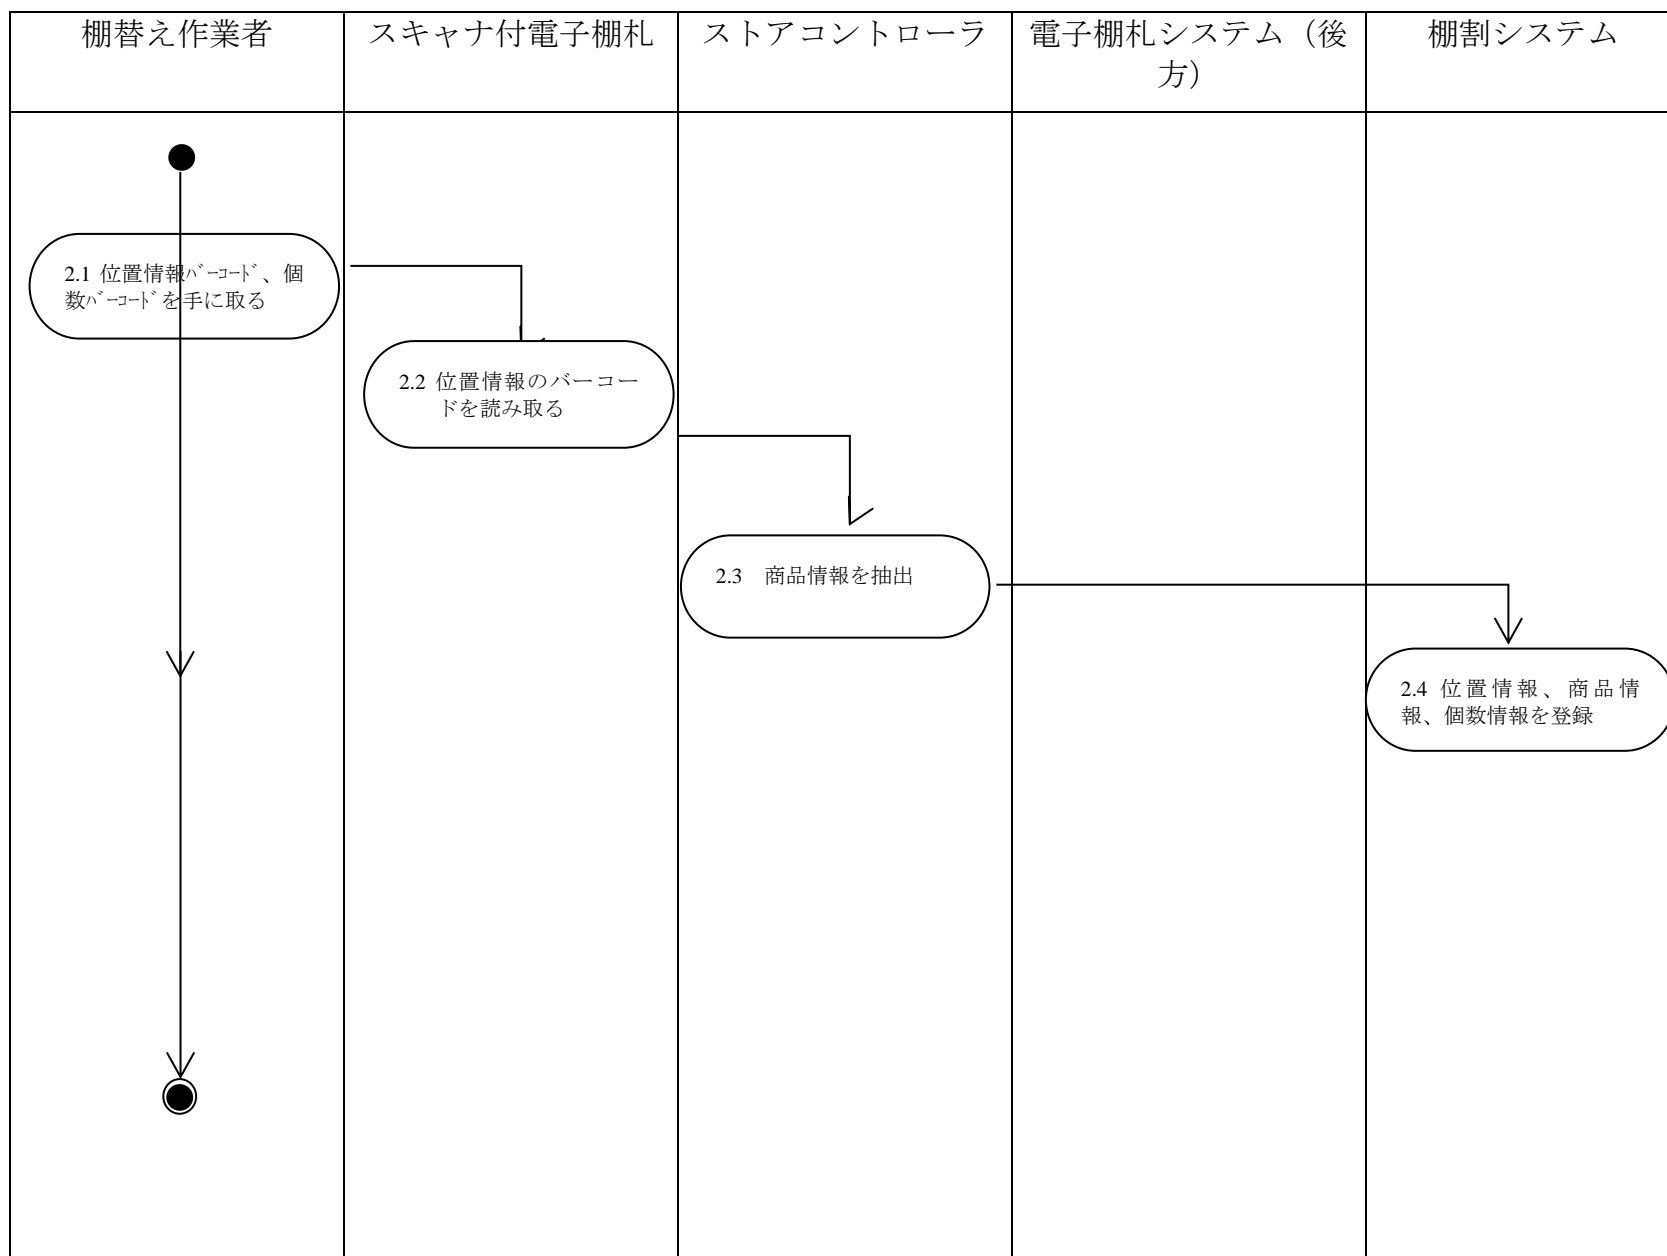 棚替え作業者
スキャナ付電子棚札
ストアコントローラ
電子棚札システム（後
方）
棚割システム
2.1 位置情報ﾊﾞｰｺｰﾄﾞ、個
数ﾊﾞｰｺｰﾄﾞを手に取る
2.2 位置情報のバーコー
ドを読み取る
2.3　商品情報を抽出
2.4 位置情報、商品情
報、個数情報を登録